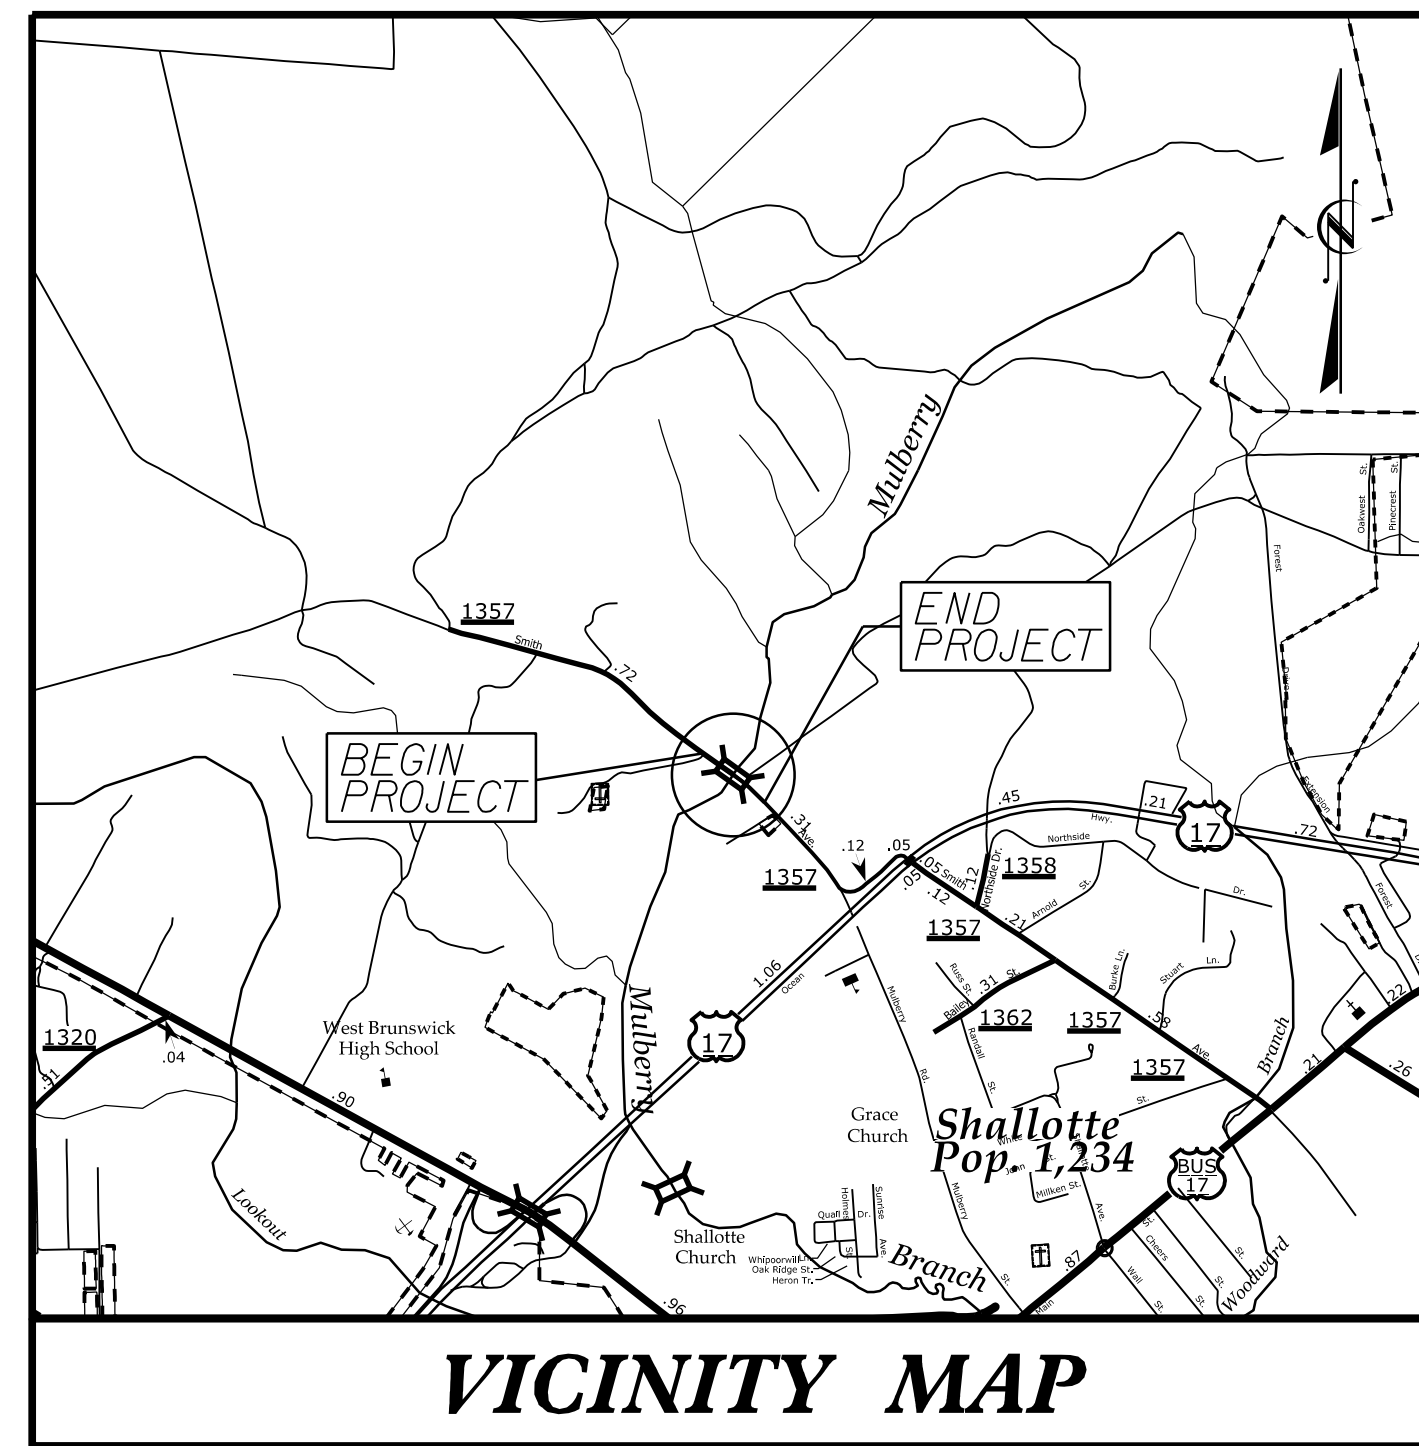 N
Mulberry
St.
St.
Oakwest
Pinecrest
Forest
1357
Smith
.72
END
PROJECT
Drive
BEGIN
PROJECT
Extension
.31
Ave.
.45
.21
Hwy.
17
.72
Northside
.12
.05
.05
.05
Smith
.12
.12
Northside Dr.
1358
1357
St.
Arnold
.21
Dr.
Forest
1357
1.06
Ocean
Mulberry
Russ St.
.31
St.
Bailey
Burke Ln.
Stuart
Ln.
.22
1362
1357
.58
Ave.
Branch
.21
.26
1320
.04
.51
West Brunswick
High School
Mulberry
17
Randall
St.
Rd.
1357
.90
St.
Grace
Church
Shallotte
Pop. 1,234
White
John
St.
Millken St.
BUS
17
Lookout
Mulberry
Holmes
Sunrise
Quail
Dr.
St.
Ave.
Ave.
St.
Cheers
St.
St.
Shallotte
Church
Whipoorwill Ln.
Oak Ridge St.
Heron Tr.
Branch
St.
.87
Wall
St.
St.
Woodward
.96
Main
VICINITY MAP